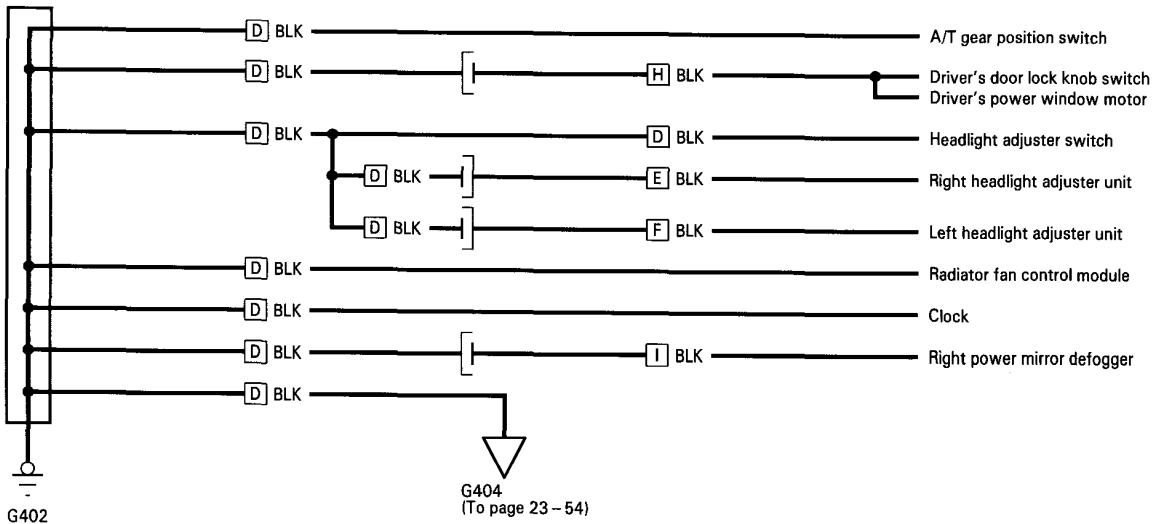 D BLK A/T gear position switch
D BLK H BLK Driver's door lock knob switch
Driver's power window motor
D BLK D BLK Headlight adjuster switch
D BLK E BLK Right headlight adjuster unit
D BLK F BLK Left headlight adjuster unit
D BLK Radiator fan control module
D BLK Clock
D BLK I BLK Right power mirror defogger
D BLK
G404
(To page 23-54)
G402